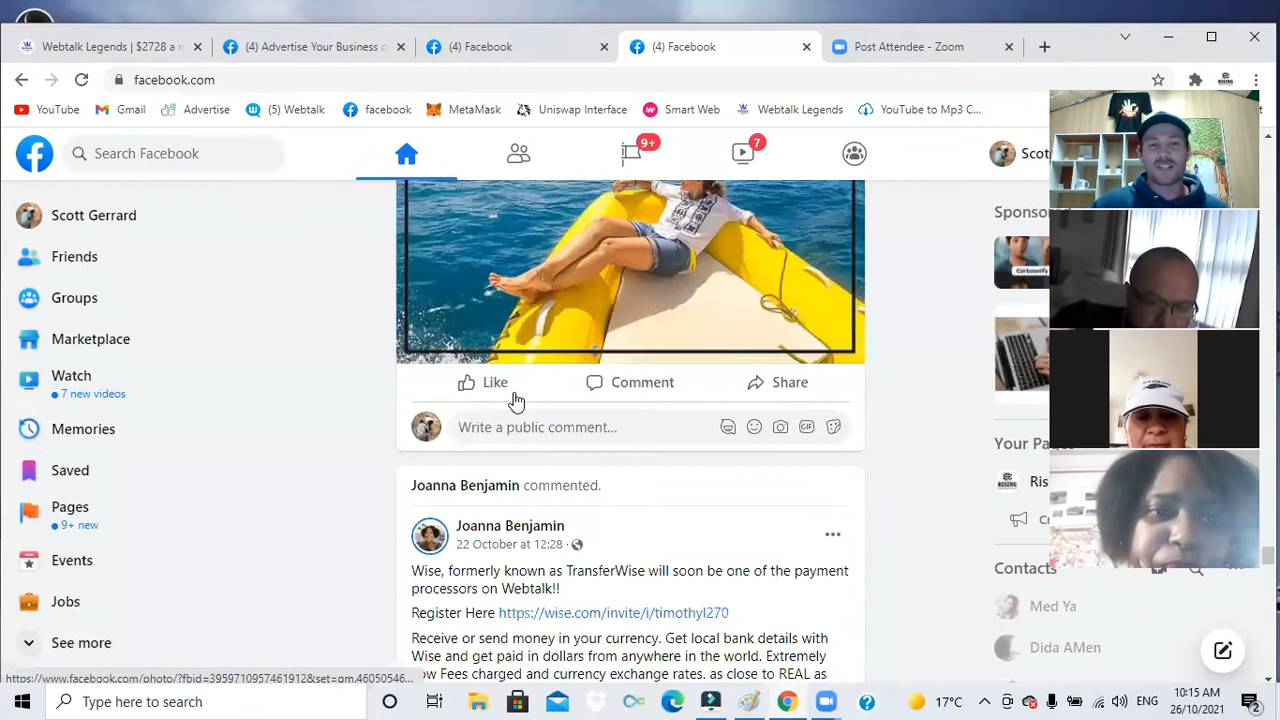 Webtalk Legends | $2728 a m
(4) Advertise Your Business o
(4) Facebook
(4) Facebook
Post Attendee - Zoom
facebook.com
YouTube
Gmail
Advertise
(5) Webtalk
facebook
MetaMask
Uniswap Interface
Smart Web
Webtalk Legends
YouTube to Mp3 C...
Search Facebook
9+
7
Scott Gerrard
Friends
Groups
Marketplace
Watch
7 new videos
Memories
Saved
Pages
9+ new
Events
Jobs
See more
Like
Comment
Share
Write a public comment...
GIF
Joanna Benjamin commented.
Joanna Benjamin
22 October at 12:28 ·
Wise, formerly known as TransferWise will soon be one of the payment
processors on Webtalk!!
Register Here https://wise.com/invite/i/timothyl270
Receive or send money in your currency. Get local bank details with
Wise and get paid in dollars from anywhere in the world. Extremely
ow Fees charged and currency exchange rates, as close to REAL as
Cartoonify
Your Pag
Contacts
Med Ya
Dida AMen
https://www.facebook.com/photo/?fbid=3959710957461912&set=gm.46050546...
Type here to search
17°C
ENG
10:15 AM
26/10/2021
2